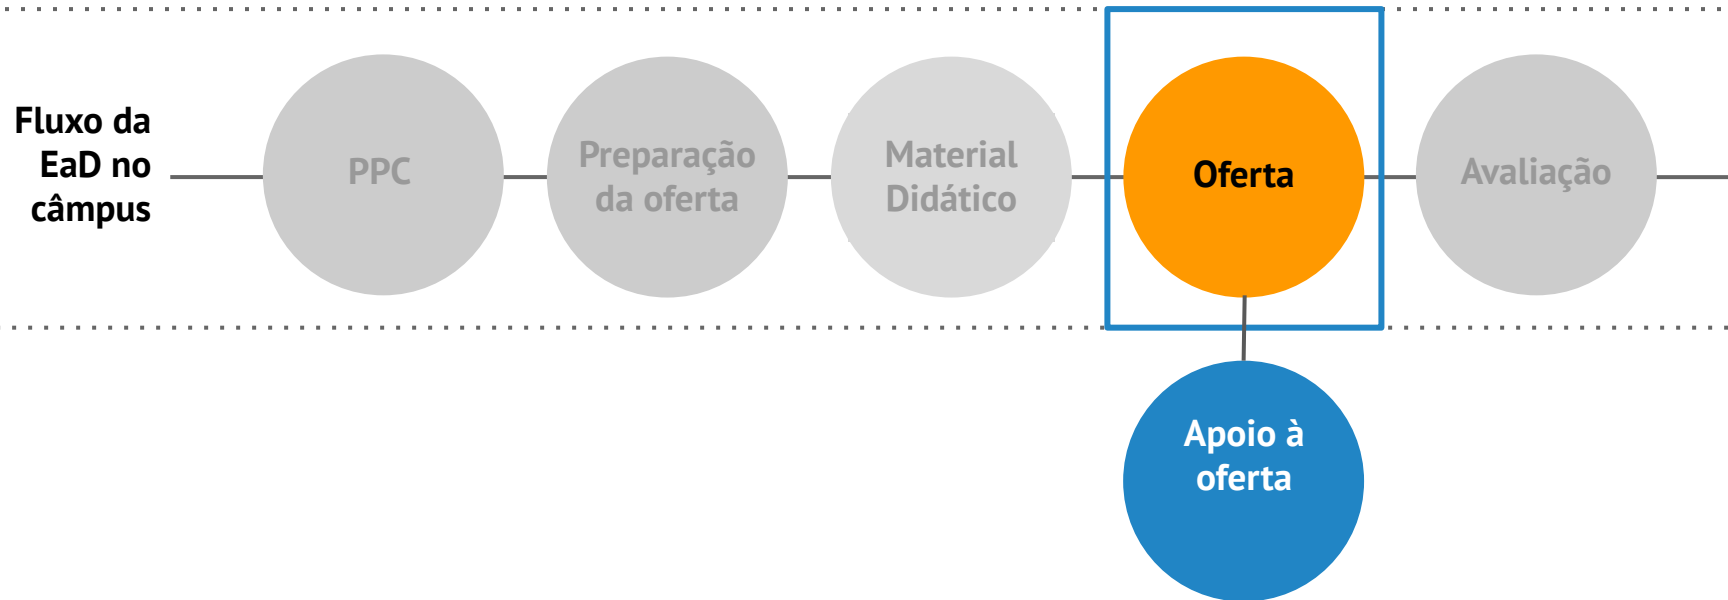 Fluxo da
EaD no
câmpus
PPC
Preparação
da oferta
Material
Didático
Oferta
Avaliação
Apoio à
oferta